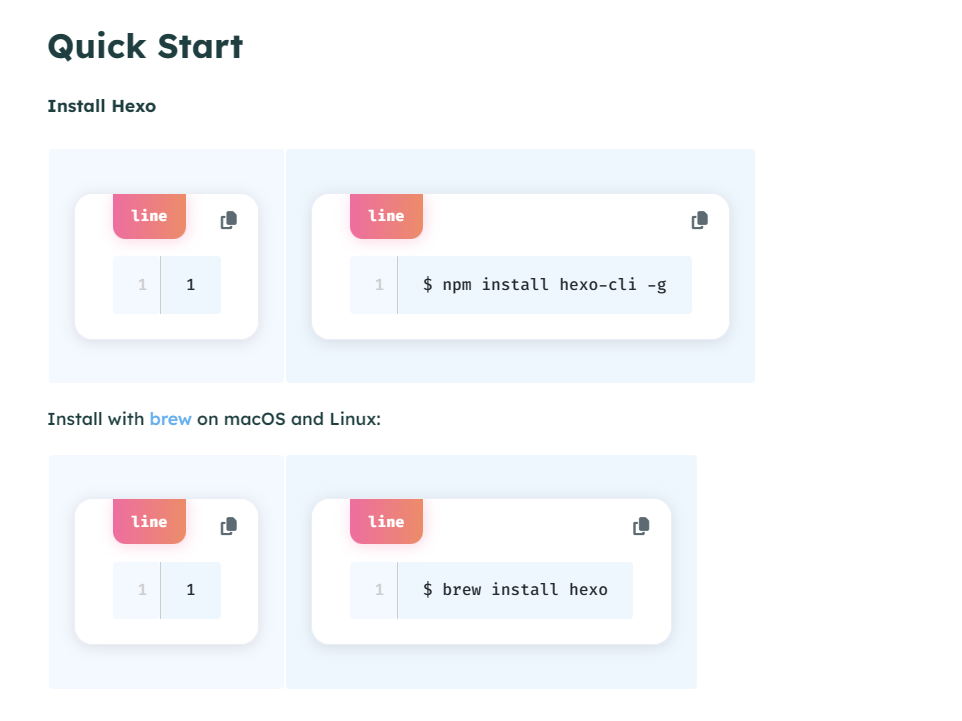 Quick Start
Install Hexo
line line
1 1 1 $ npm install hexo-cli -g
Install with brew on macOS and Linux:
line line
1 1 1 $ brew install hexo